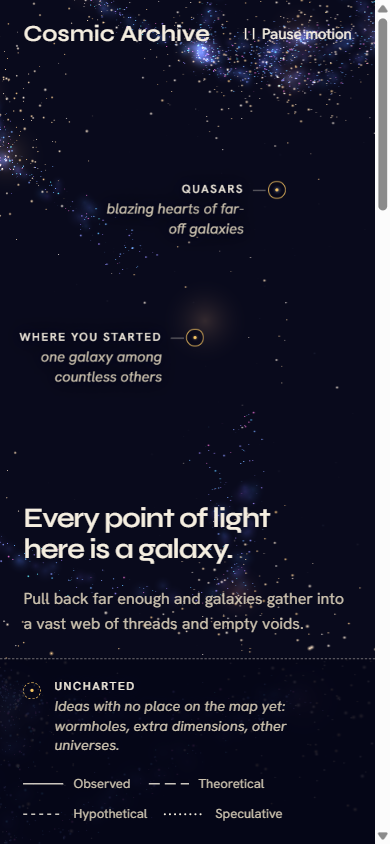 Cosmic Archive
Pause motion
QUASARS
blazing hearts of far-
off galaxies
WHERE YOU STARTED
one galaxy among
countless others
Every point of light
here is a galaxy.
Pull back far enough and galaxies gather into
a vast web of threads and empty voids.
UNCHARTED
Ideas with no place on the map yet:
wormholes, extra dimensions, other
universes.
Observed
Theoretical
Hypothetical
Speculative